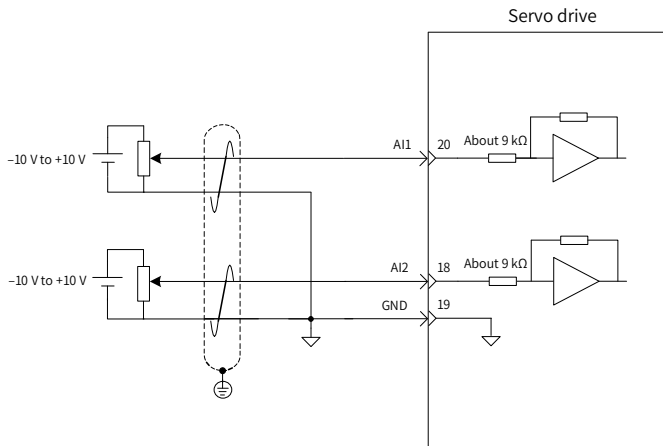 Servo drive
–10 V to +10 V
AI1
20
About 9 kΩ
–10 V to +10 V
AI2
18
About 9 kΩ
GND
19